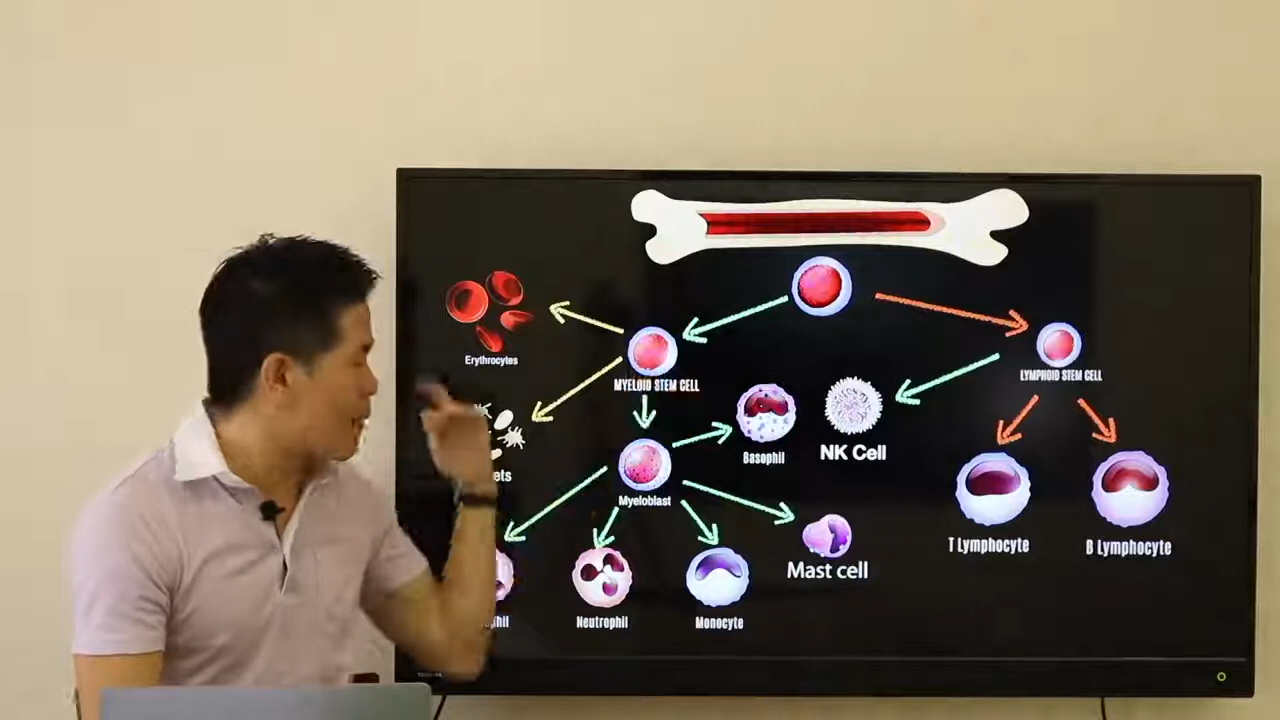 Erythrocytes
MYELOID STEM CELL
LYMPHOID STEM CELL
Basophil
NK Cell
Myeloblast
T Lymphocyte
B Lymphocyte
Mast cell
Neutrophil
Monocyte